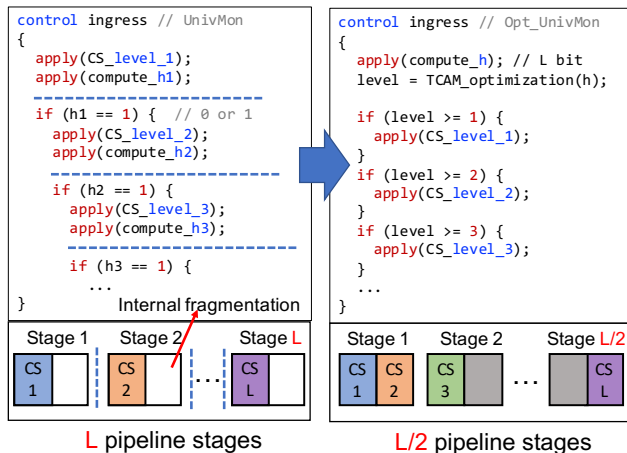 control ingress // UnivMon
{
apply(CS_level_1);
apply(compute_h1);
if (h1 == 1) { // 0 or 1
apply(CS_level_2);
apply(compute_h2);
if (h2 == 1) {
apply(CS_level_3);
apply(compute_h3);
if (h3 == 1) {
...
}
Internal fragmentation
Stage 1 Stage 2 Stage L
CS 1
CS 2
...
CS L
L pipeline stages
control ingress // Opt_UnivMon
{
apply(compute_h); // L bit
level = TCAM_optimization(h);
if (level >= 1) {
apply(CS_level_1);
}
if (level >= 2) {
apply(CS_level_2);
}
if (level >= 3) {
apply(CS_level_3);
}
...
}
Stage 1 Stage 2 Stage L/2
CS 1
CS 2
CS 3
...
CS L
L/2 pipeline stages